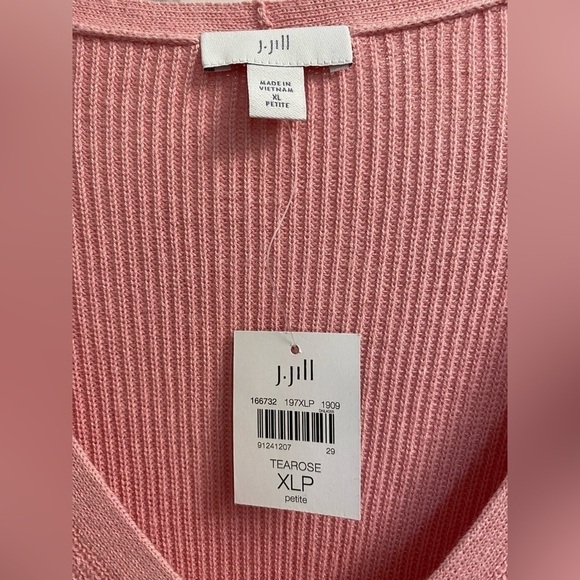 J.Jill
MADE IN
VIETNAM
XL
PETITE
J.Jill
166732 197XLP 1909
91241207 29
TEAROSE
XLP
petite